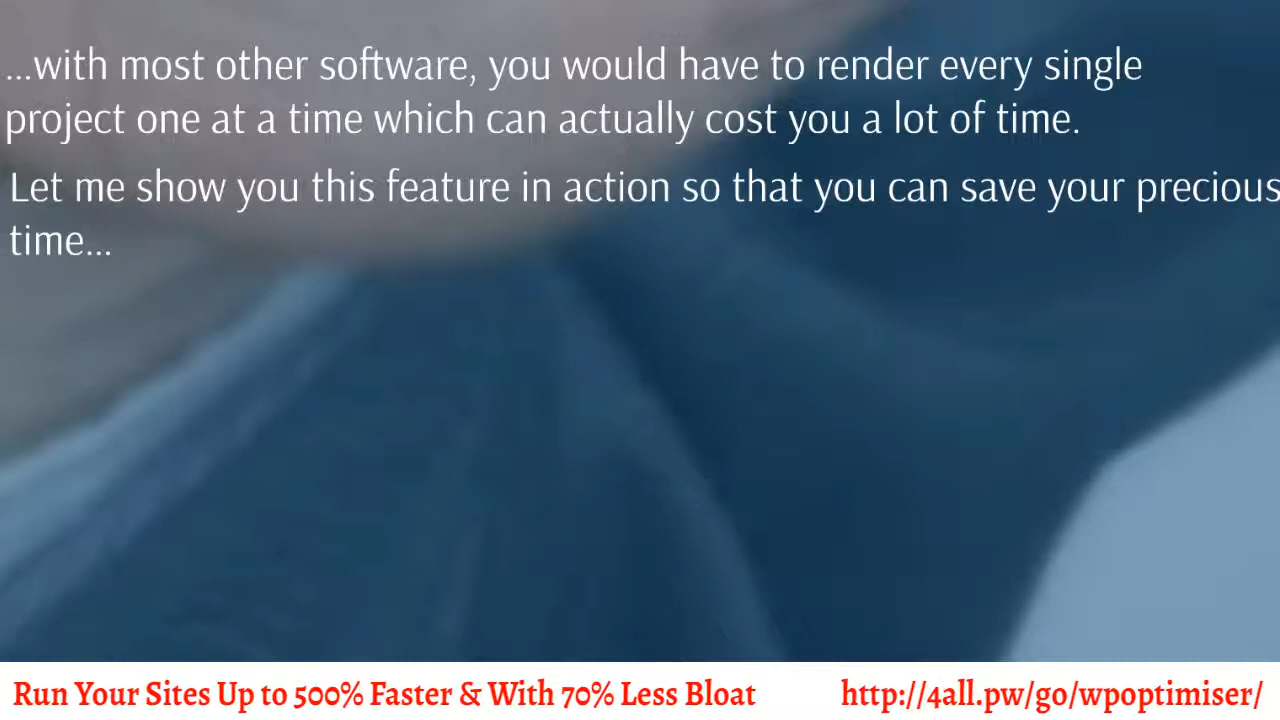 ...with most other software, you would have to render every single
project one at a time which can actually cost you a lot of time.
Let me show you this feature in action so that you can save your precious
time...
Run Your Sites Up to 500% Faster & With 70% Less Bloat
http://4all.pw/go/wpoptimiser/